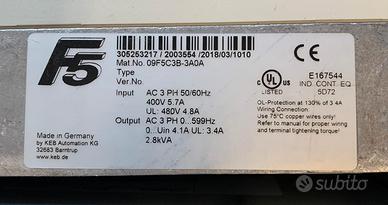 F5
305253217 / 2003554 /2018/03/1010
Mat.No. 09F5C3B-3A0A
Type
Ver.No.
Input AC 3 PH 50/60Hz
400V 5.7A
UL: 480V 4.8A
Output AC 3 PH 0...599Hz
0...Uin 4.1A UL: 3.4A
2.8kVA
Made in Germany
by KEB Automation KG
32683 Barntrup
www.keb.de
C UL US
LISTED
E167544
IND. CONT. EQ.
5D72
OL-Protection at 130% of 3.4A
Wiring Connection:
Use 75°C copper wires only!
Refer to manual for proper wiring
and terminal tightening torque!
subito